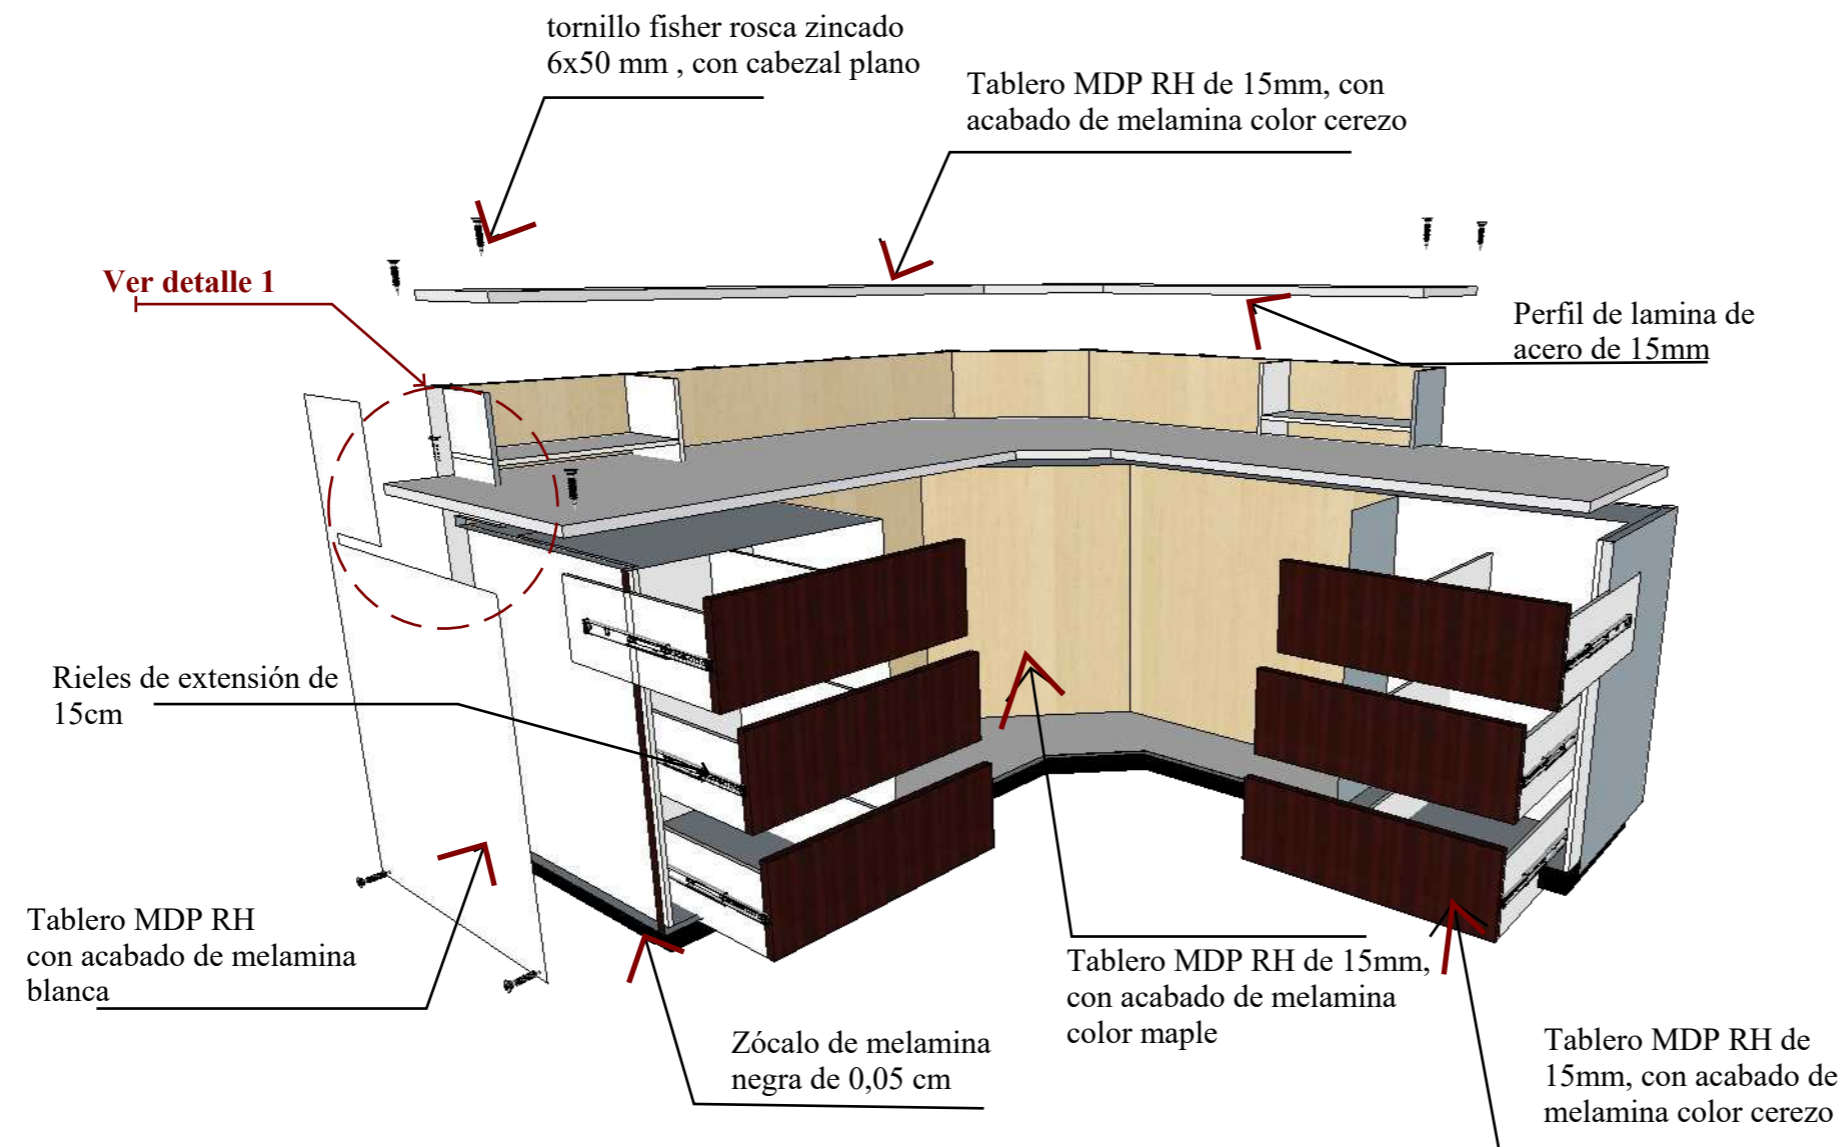 tornillo fisher rosca zincado
6x50 mm , con cabezal plano
Tablero MDP RH de 15mm, con
acabado de melamina color cerezo
Ver detalle 1
Perfil de lamina de
acero de 15mm
Rieles de extensión de
15cm
Tablero MDP RH
con acabado de melamina
blanca
Zócalo de melamina
negra de 0,05 cm
Tablero MDP RH de 15mm,
con acabado de melamina
color maple
Tablero MDP RH de
15mm, con acabado de
melamina color cerezo